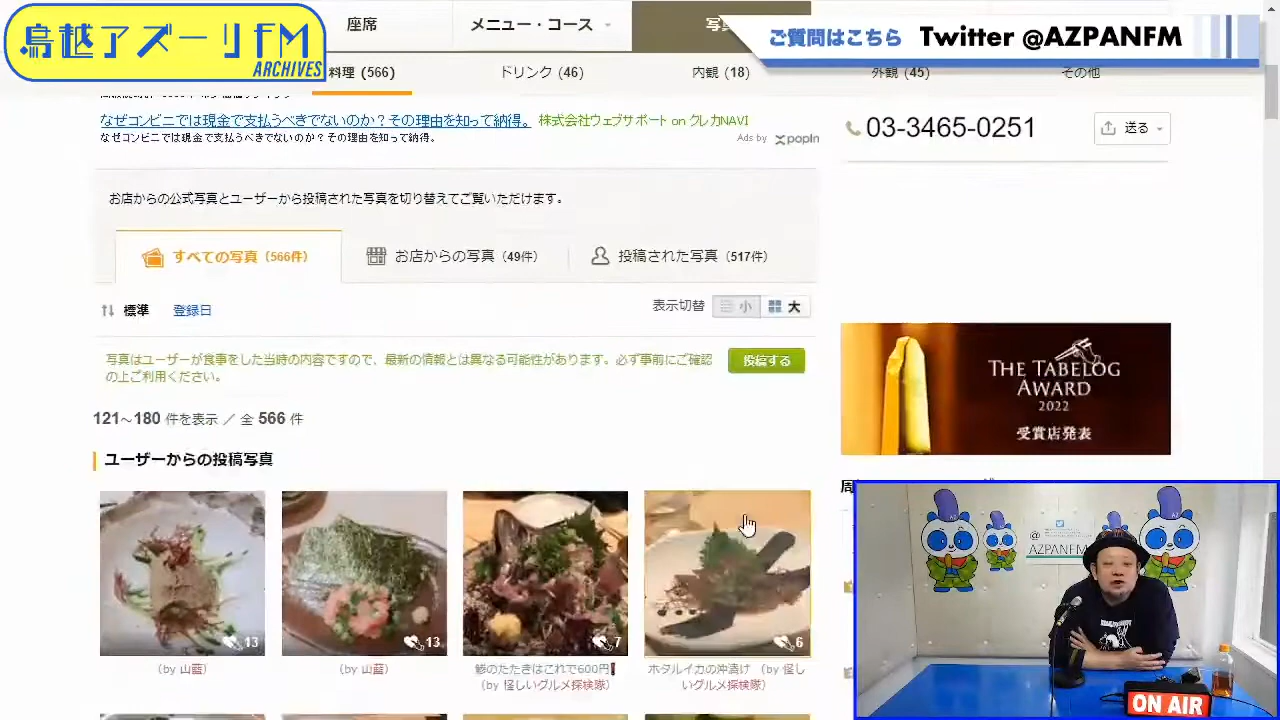 鳥越アズーリFM
ARCHIVES
座席
メニュー・コース
ご質問はこちら Twitter @AZPANFM
料理 (566)
ドリンク (46)
内観 (18)
外観 (45)
その他
なぜコンビニでは現金で支払うべきでないのか？その理由を知って納得。 株式会社ウェブサポート on クレカNAVI
なぜコンビニでは現金で支払うべきでないのか？その理由を知って納得。
Ads by popIn
03-3465-0251
送る
お店からの公式写真とユーザーから投稿された写真を切り替えてご覧いただけます。
すべての写真 (566件)
お店からの写真 (49件)
投稿された写真 (517件)
標準
登録日
表示切替
小
大
写真はユーザーが食事をした当時の内容ですので、最新の情報とは異なる可能性があります。必ず事前にご確認
の上ご利用ください。
投稿する
THE TABELOG
AWARD
2022
受賞店発表
121～180 件を表示 ／ 全 566 件
ユーザーからの投稿写真
13
13
7
6
(by 山藍)
(by 山藍)
鯵のたたきはこれで600円❗
(by 怪しいグルメ探検隊)
ホタルイカの沖漬け (by 怪し
いグルメ探検隊)
@
AZPANFM
ON AIR